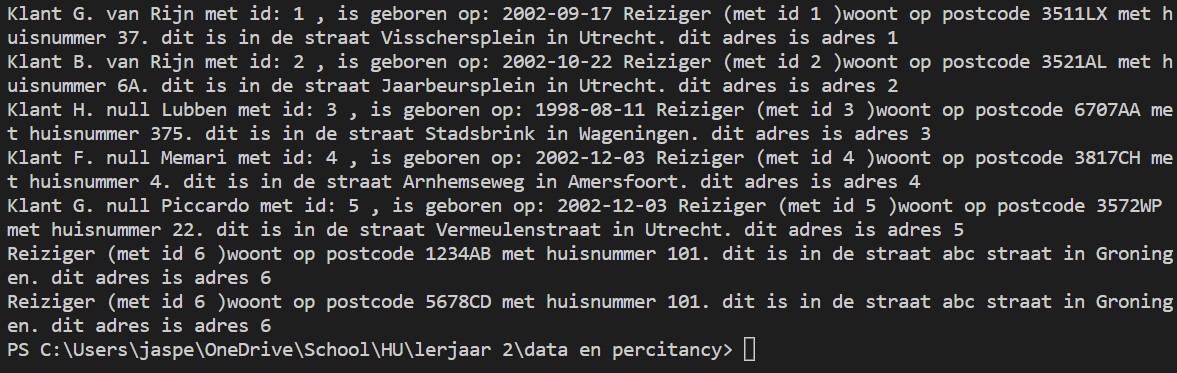 Klant G. van Rijn met id: 1 , is geboren op: 2002-09-17 Reiziger (met id 1 )woont op postcode 3511LX met h
uisnummer 37. dit is in de straat Visschersplein in Utrecht. dit adres is adres 1
Klant B. van Rijn met id: 2 , is geboren op: 2002-10-22 Reiziger (met id 2 )woont op postcode 3521AL met h
uisnummer 6A. dit is in de straat Jaarbeursplein in Utrecht. dit adres is adres 2
Klant H. null Lubben met id: 3 , is geboren op: 1998-08-11 Reiziger (met id 3 )woont op postcode 6707AA me
t huisnummer 375. dit is in de straat Stadsbrink in Wageningen. dit adres is adres 3
Klant F. null Memari met id: 4 , is geboren op: 2002-12-03 Reiziger (met id 4 )woont op postcode 3817CH me
t huisnummer 4. dit is in de straat Arnhemseweg in Amersfoort. dit adres is adres 4
Klant G. null Piccardo met id: 5 , is geboren op: 2002-12-03 Reiziger (met id 5 )woont op postcode 3572WP
met huisnummer 22. dit is in de straat Vermeulenstraat in Utrecht. dit adres is adres 5
Reiziger (met id 6 )woont op postcode 1234AB met huisnummer 101. dit is in de straat abc straat in Groning
en. dit adres is adres 6
Reiziger (met id 6 )woont op postcode 5678CD met huisnummer 101. dit is in de straat abc straat in Groning
en. dit adres is adres 6
PS C:\Users\jaspe\OneDrive\School\HU\lerjaar 2\data en percitancy>